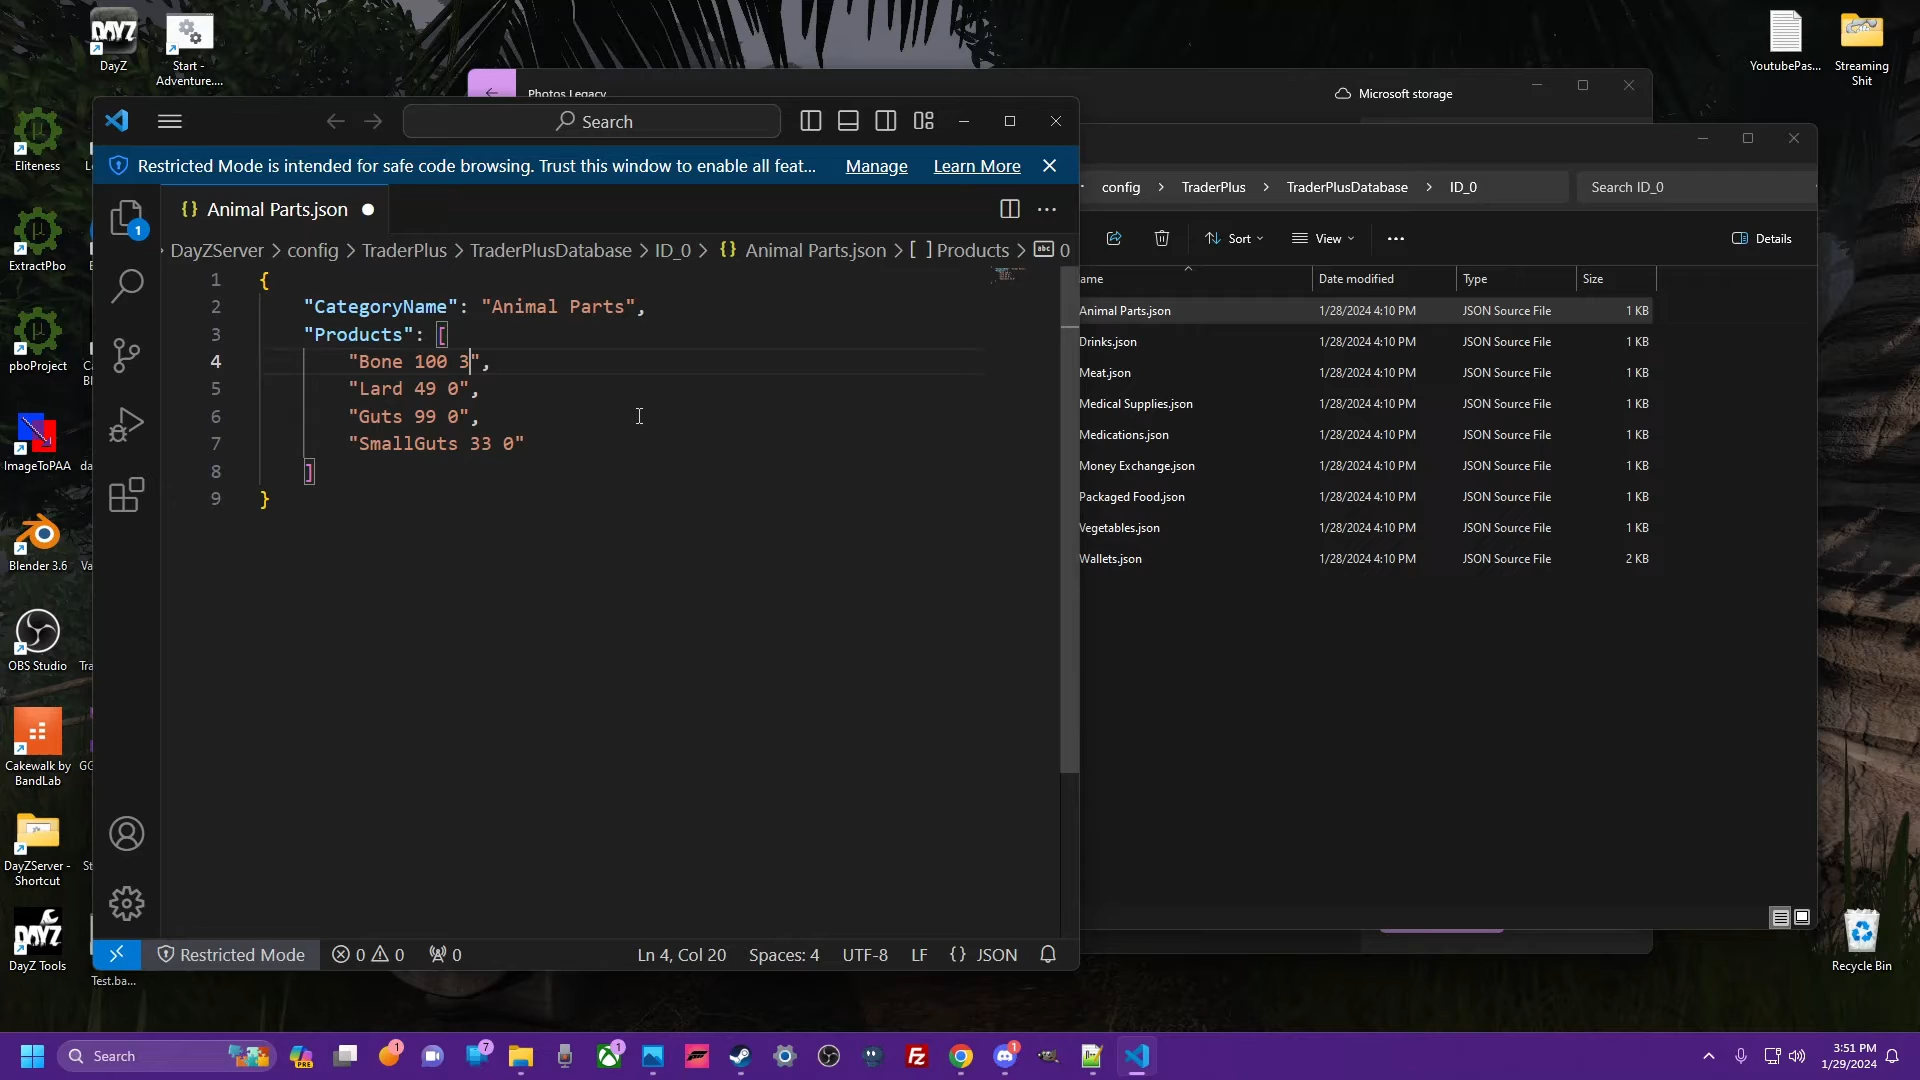 DayZ
Start -
Adventure....
YoutubePas...
Streaming
Shit
Photos Legacy
Microsoft storage
Search
Restricted Mode is intended for safe code browsing. Trust this window to enable all feat...
Manage
Learn More
config > TraderPlus > TraderPlusDatabase > ID_0
Search ID_0
{} Animal Parts.json
1
DayZServer > config > TraderPlus > TraderPlusDatabase > ID_0 > {} Animal Parts.json > [ ] Products > abc 0
Sort
View
Details
ame
Date modified
Type
Size
1 {
2 "CategoryName": "Animal Parts",
3 "Products": [
4 "Bone 100 3",
5 "Lard 49 0",
6 "Guts 99 0",
7 "SmallGuts 33 0"
8 ]
9 }
Animal Parts.json 1/28/2024 4:10 PM JSON Source File 1 KB
Drinks.json 1/28/2024 4:10 PM JSON Source File 1 KB
Meat.json 1/28/2024 4:10 PM JSON Source File 1 KB
Medical Supplies.json 1/28/2024 4:10 PM JSON Source File 1 KB
Medications.json 1/28/2024 4:10 PM JSON Source File 1 KB
Money Exchange.json 1/28/2024 4:10 PM JSON Source File 1 KB
Packaged Food.json 1/28/2024 4:10 PM JSON Source File 1 KB
Vegetables.json 1/28/2024 4:10 PM JSON Source File 1 KB
Wallets.json 1/28/2024 4:10 PM JSON Source File 2 KB
Eliteness
ExtractPbo
pboProject
ImageToPAA
Blender 3.6
OBS Studio
Cakewalk by
BandLab
DayZServer -
Shortcut
DayZ Tools
Test.ba...
Recycle Bin
Restricted Mode
0
0
0
Ln 4, Col 20
Spaces: 4
UTF-8
LF
{} JSON
Search
PRE
1
7
1
1
3:51 PM
1/29/2024